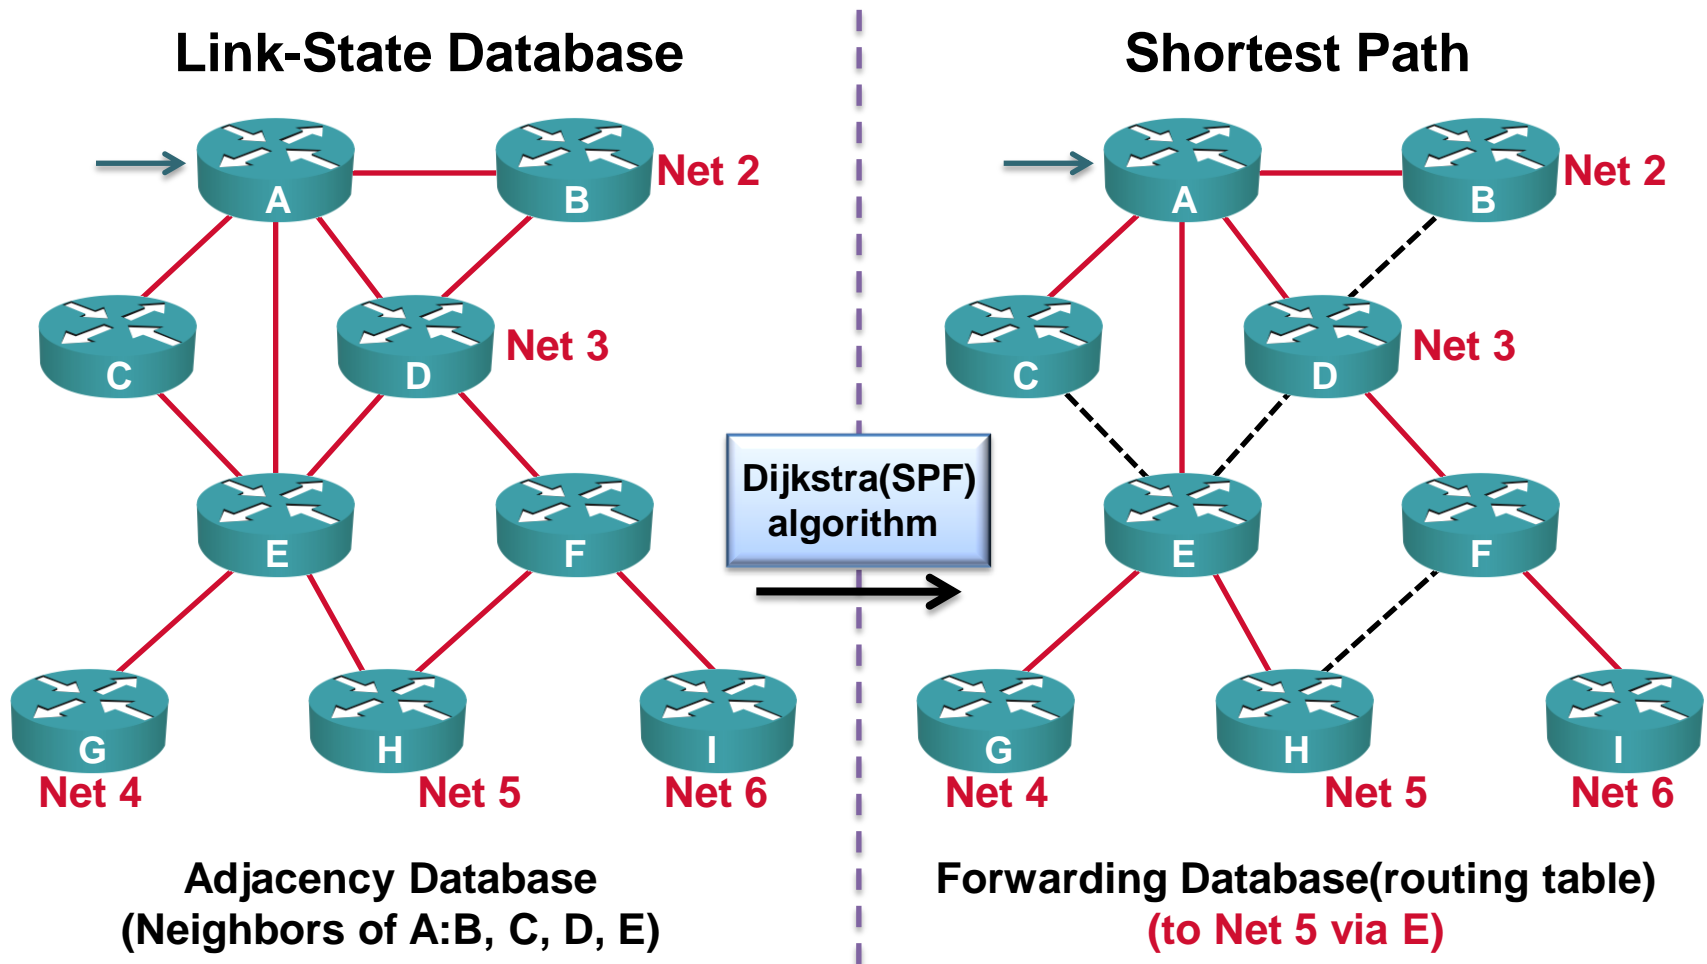 Link-State Database
A
B
Net 2
C
D
Net 3
E
F
G
H
I
Net 4
Net 5
Net 6
Adjacency Database
(Neighbors of A:B, C, D, E)
Dijkstra(SPF)
algorithm
Shortest Path
A
B
Net 2
C
D
Net 3
E
F
G
H
I
Net 4
Net 5
Net 6
Forwarding Database(routing table)
(to Net 5 via E)